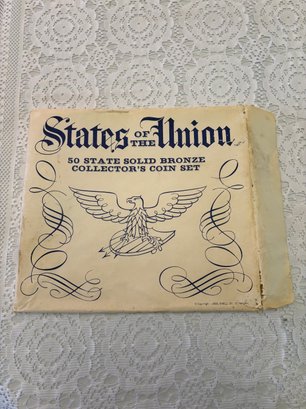 States OF THE Union
50 STATE SOLID BRONZE
COLLECTOR'S COIN SET